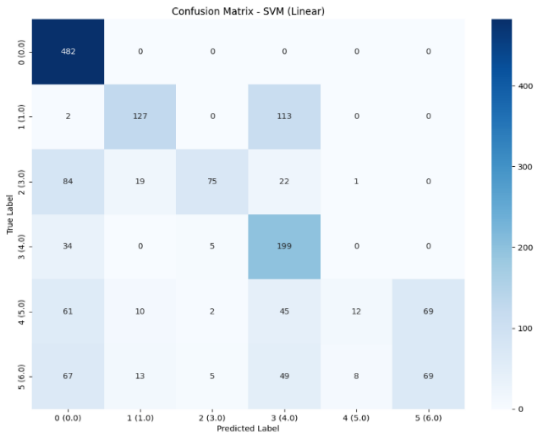 Confusion Matrix - SVM (Linear)
0 (0.0) 482 0 0 0 0 0
1 (1.0) 2 127 0 113 0 0
2 (3.0) 84 19 75 22 1 0
3 (4.0) 34 0 5 199 0 0
4 (5.0) 61 10 2 45 12 69
5 (6.0) 67 13 5 49 8 69
0 (0.0) 1 (1.0) 2 (3.0) 3 (4.0) 4 (5.0) 5 (6.0)
Predicted Label
True Label
400
300
200
100
0